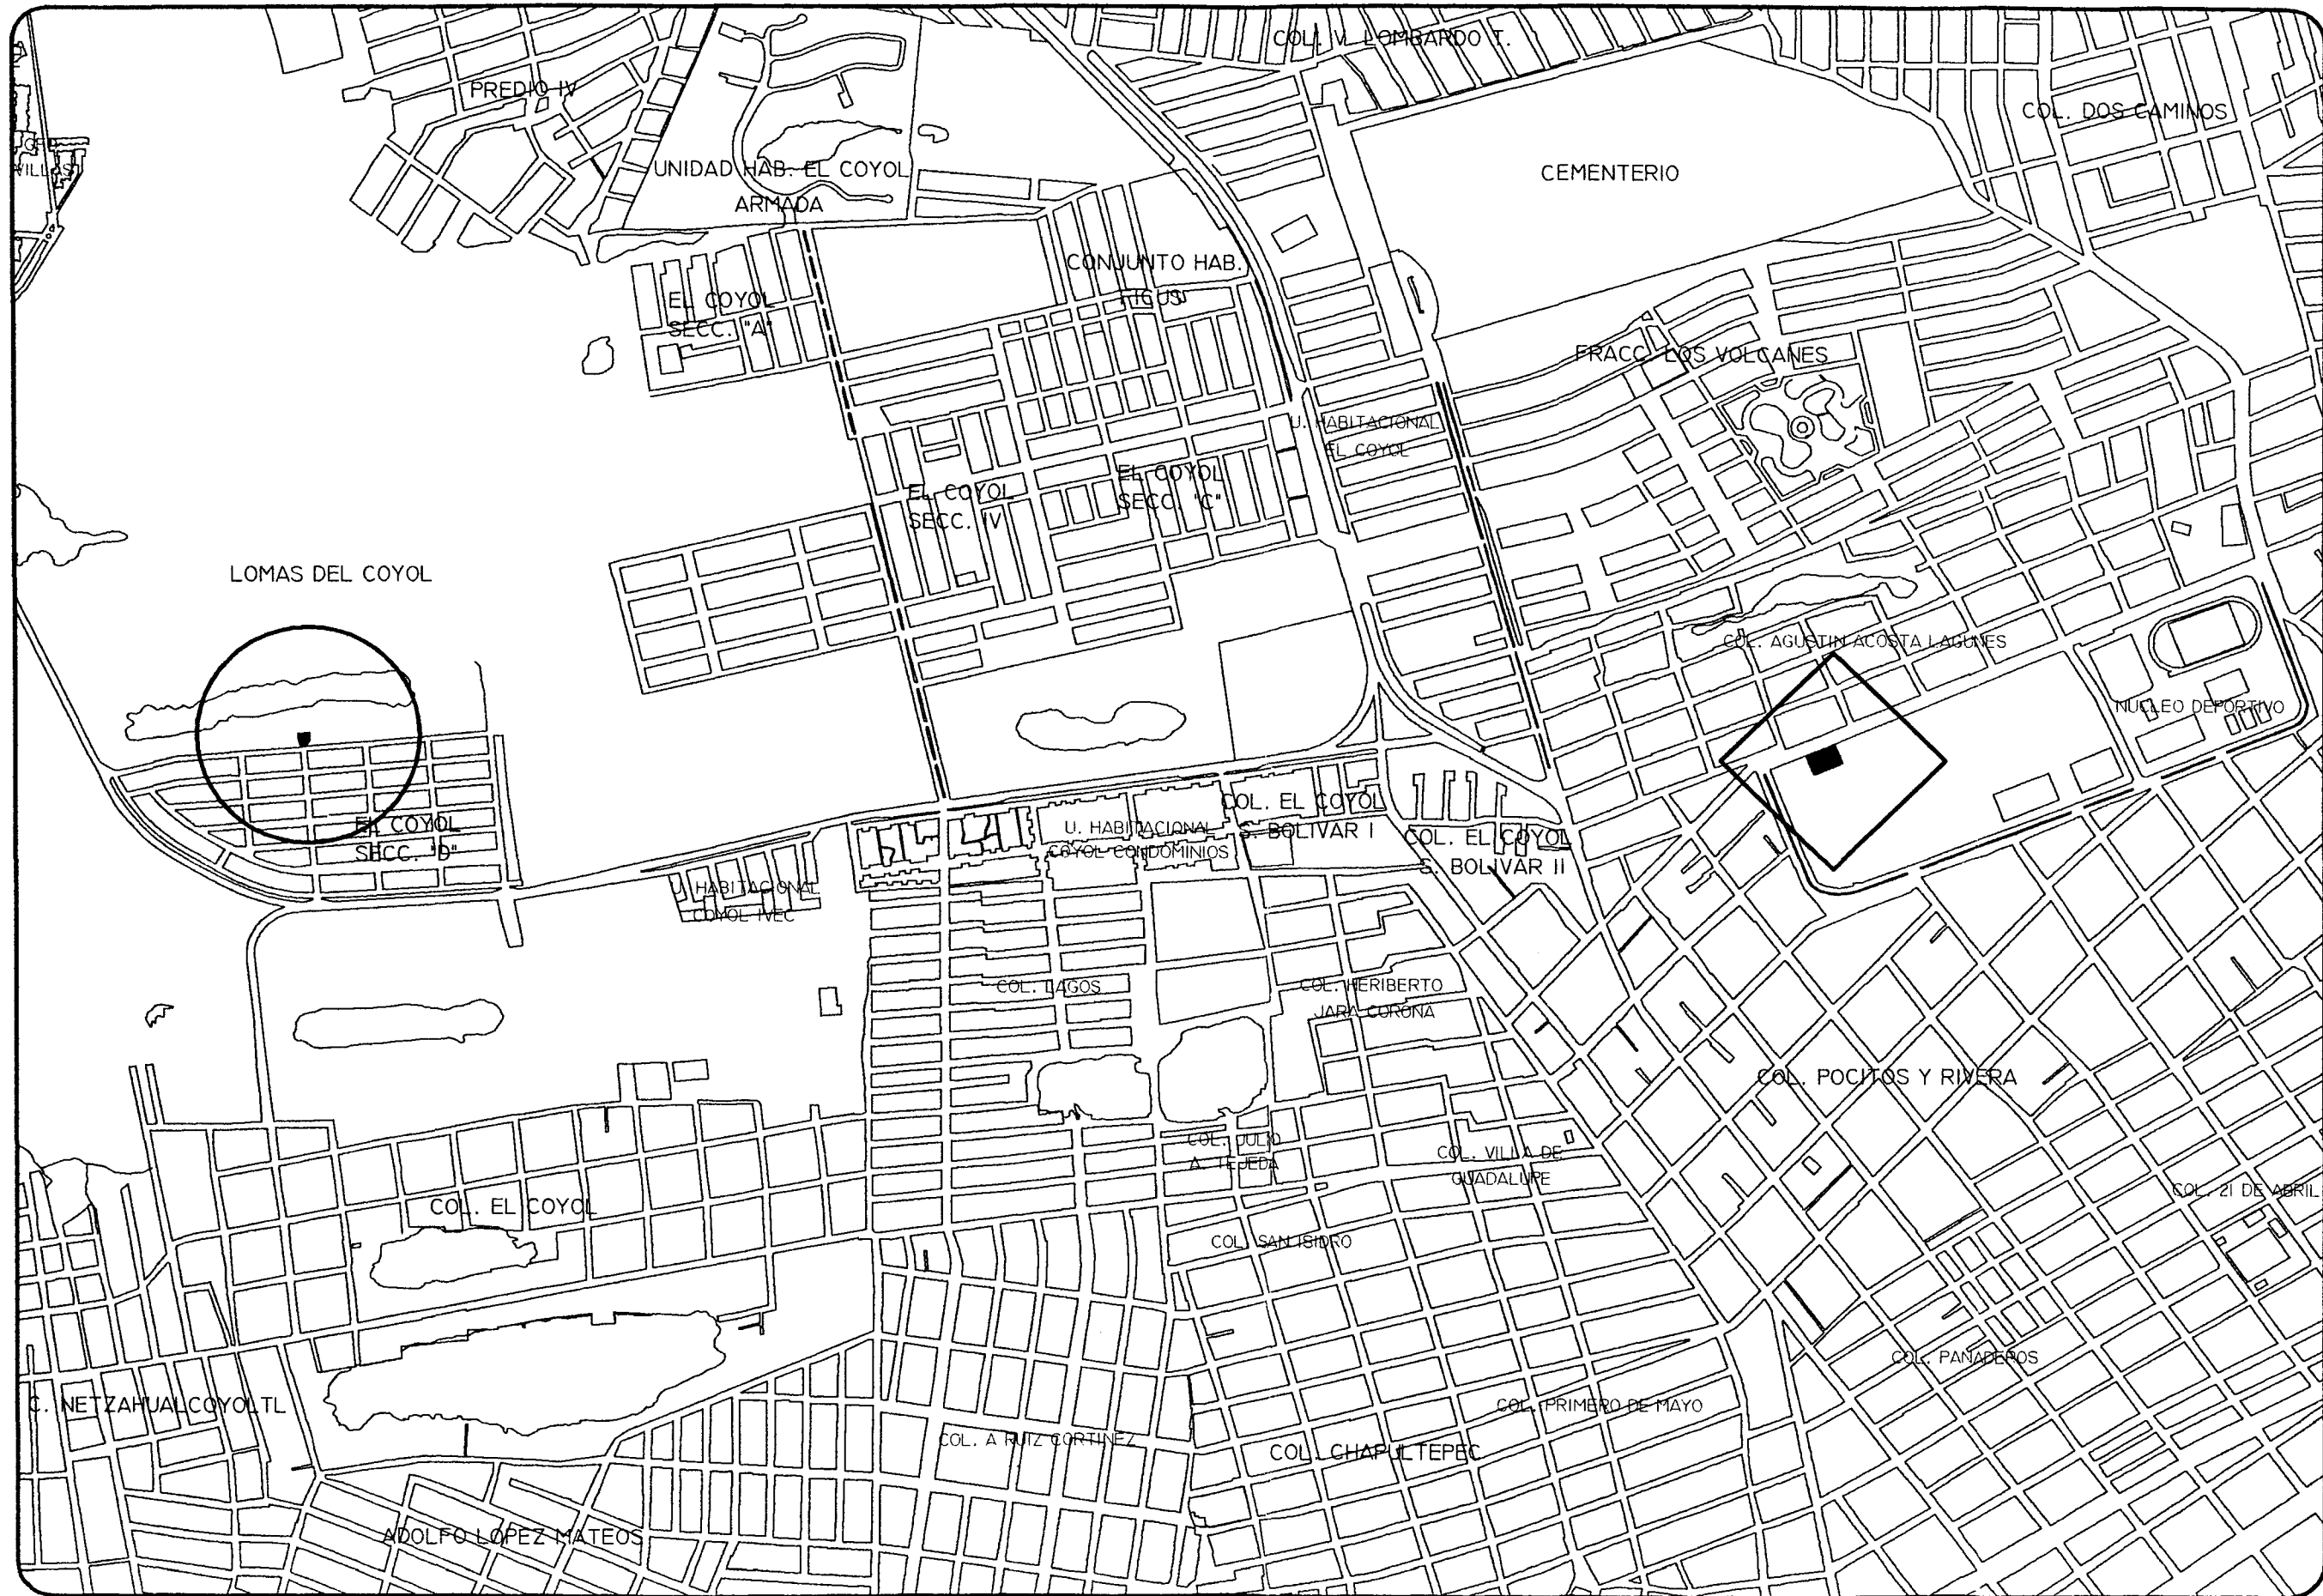 COL. V. LOMBARDO T.
PREDIO IV
COL. DOS CAMINOS
VILLAS
UNIDAD HAB. EL COYOL
ARMADA
CEMENTERIO
CONJUNTO HAB.
FICUS
EL COYOL
SECC. "A"
FRACC. LOS VOLCANES
U. HABITACIONAL
EL COYOL
EL COYOL
SECC. IV
EL COYOL
SECC. "C"
LOMAS DEL COYOL
COL. AGUSTIN ACOSTA LAGUNES
NUCLEO DEPORTIVO
EL COYOL
SECC. "D"
U. HABITACIONAL
COYOL CONDOMINIOS
COL. EL COYOL
S. BOLIVAR I
COL. EL COYOL
S. BOLIVAR II
U. HABITACIONAL
COYOL IVEC
COL. LAGOS
COL. HERIBERTO
JARA CORONA
COL. POCITOS Y RIVERA
COL. JULIO
A. TEJEDA
COL. VILLA DE
GUADALUPE
COL. 21 DE ABRIL
COL. EL COYOL
COL. SAN ISIDRO
COL. PANADEROS
C. NETZAHUALCOYOLTL
COL. PRIMERO DE MAYO
COL. A RUIZ CORTINEZ
COL. CHAPULTEPEC
ADOLFO LOPEZ MATEOS